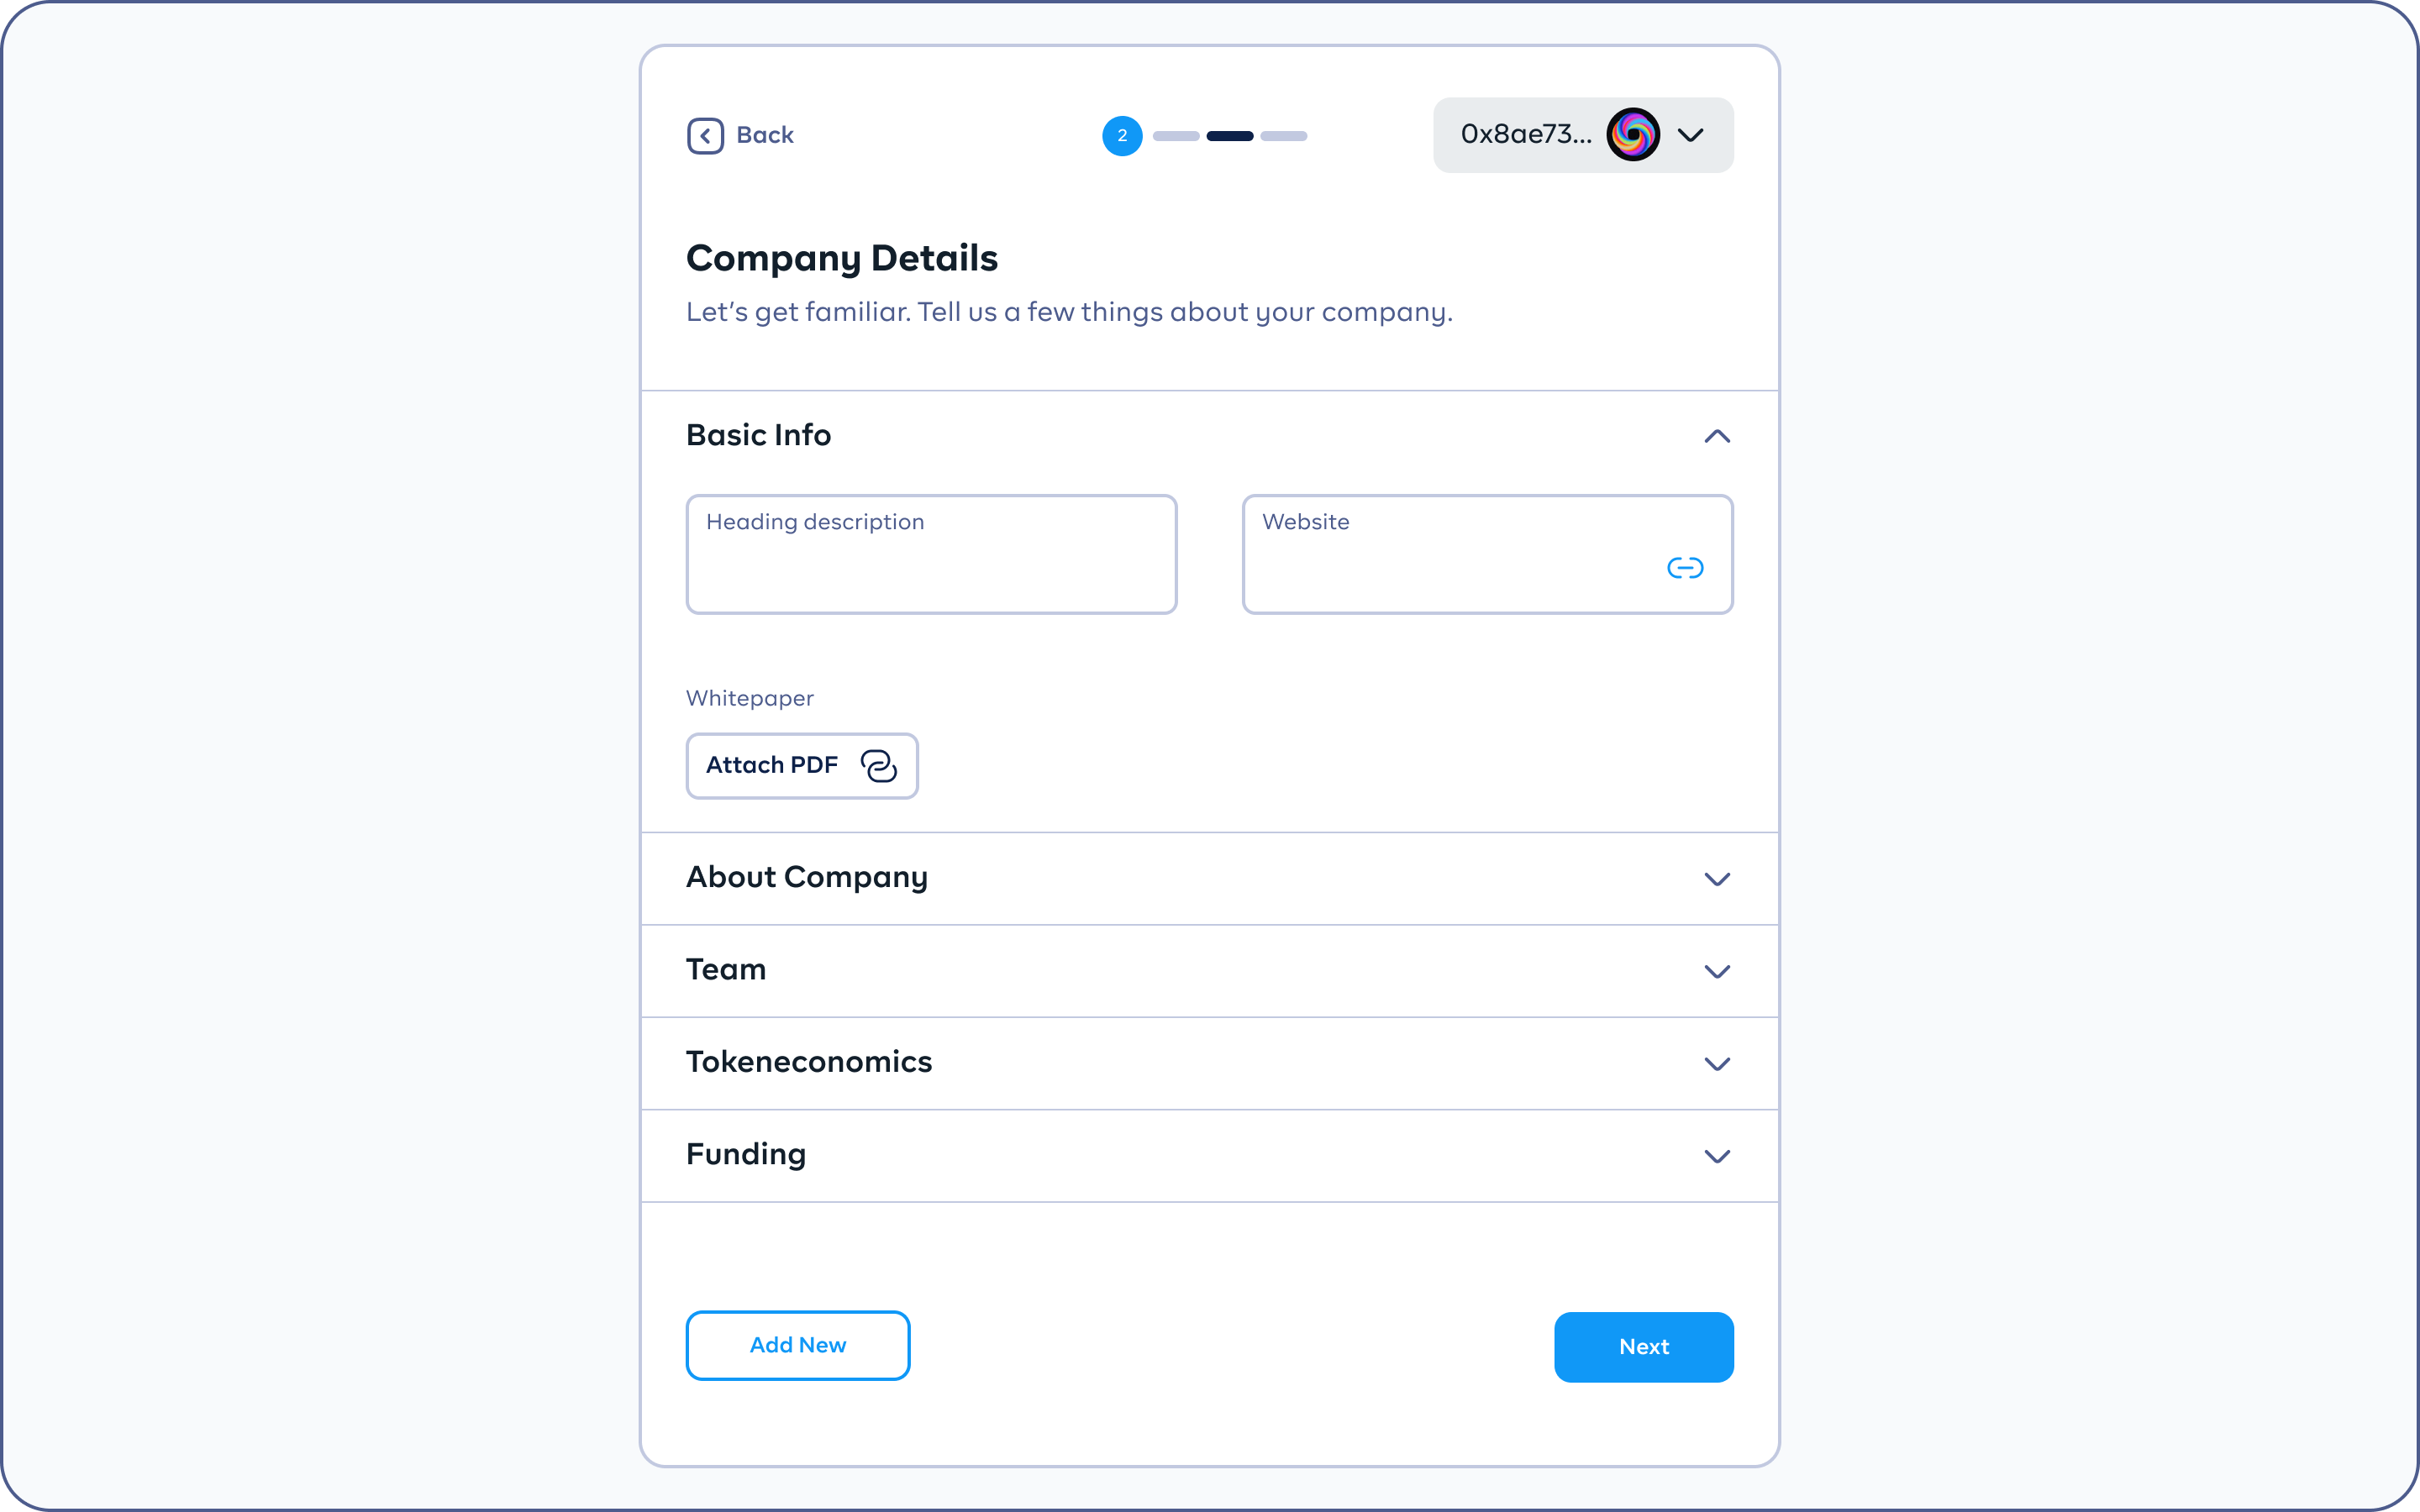 Back
2
0x8ae73...
Company Details
Let's get familiar. Tell us a few things about your company.
Basic Info
Heading description
Website
Whitepaper
Attach PDF
About Company
Team
Tokeneconomics
Funding
Add New
Next